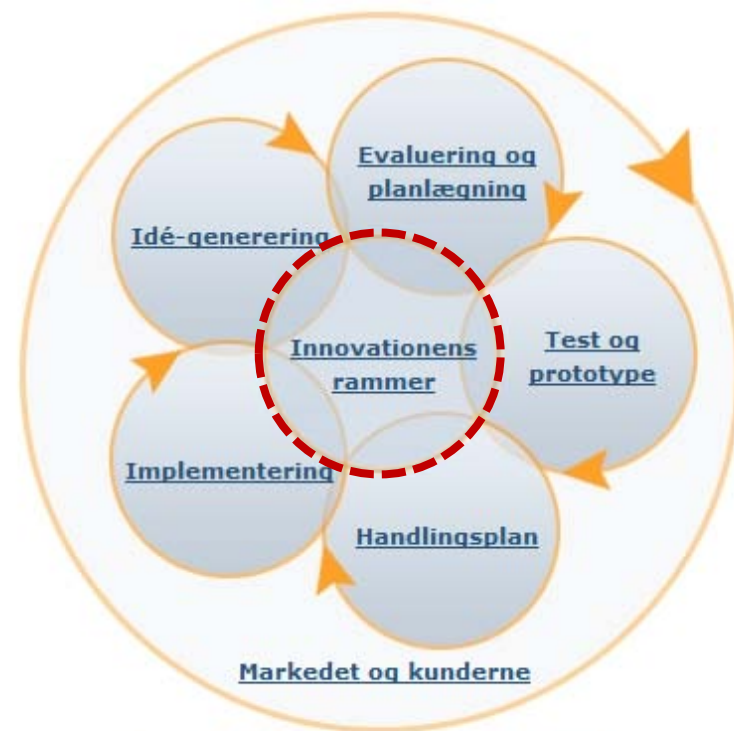 Evaluering og
planlægning
Idé-generering
Innovationens
rammer
Test og
prototype
Implementering
Handlingsplan
Markedet og kunderne